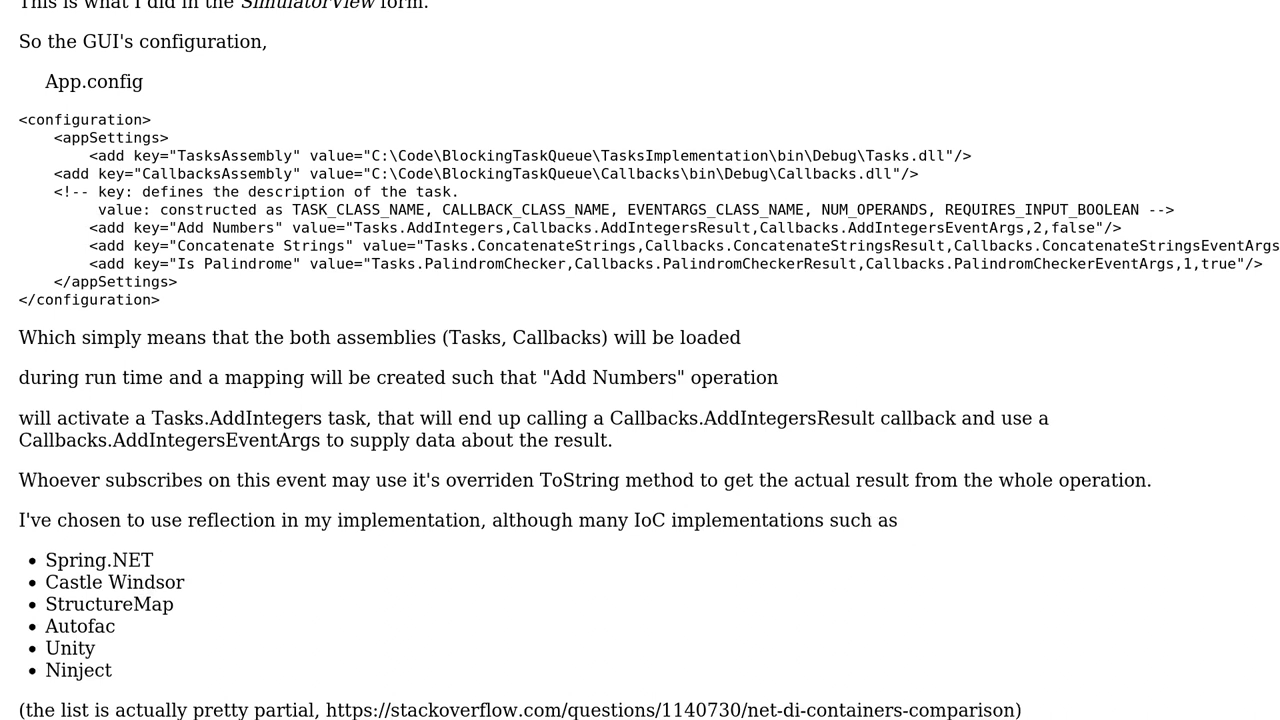 This is what I did in the SimulatorView form.
So the GUI's configuration,
App.config
<configuration>
    <appSettings>
        <add key="TasksAssembly" value="C:\Code\BlockingTaskQueue\TasksImplementation\bin\Debug\Tasks.dll"/>
    <add key="CallbacksAssembly" value="C:\Code\BlockingTaskQueue\Callbacks\bin\Debug\Callbacks.dll"/>
    <!-- key: defines the description of the task.
         value: constructed as TASK_CLASS_NAME, CALLBACK_CLASS_NAME, EVENTARGS_CLASS_NAME, NUM_OPERANDS, REQUIRES_INPUT_BOOLEAN -->
        <add key="Add Numbers" value="Tasks.AddIntegers,Callbacks.AddIntegersResult,Callbacks.AddIntegersEventArgs,2,false"/>
        <add key="Concatenate Strings" value="Tasks.ConcatenateStrings,Callbacks.ConcatenateStringsResult,Callbacks.ConcatenateStringsEventArgs
        <add key="Is Palindrome" value="Tasks.PalindromChecker,Callbacks.PalindromCheckerResult,Callbacks.PalindromCheckerEventArgs,1,true"/>
    </appSettings>
</configuration>
Which simply means that the both assemblies (Tasks, Callbacks) will be loaded
during run time and a mapping will be created such that "Add Numbers" operation
will activate a Tasks.AddIntegers task, that will end up calling a Callbacks.AddIntegersResult callback and use a
Callbacks.AddIntegersEventArgs to supply data about the result.
Whoever subscribes on this event may use it's overriden ToString method to get the actual result from the whole operation.
I've chosen to use reflection in my implementation, although many IoC implementations such as
• Spring.NET
• Castle Windsor
• StructureMap
• Autofac
• Unity
• Ninject
(the list is actually pretty partial, https://stackoverflow.com/questions/1140730/net-di-containers-comparison)